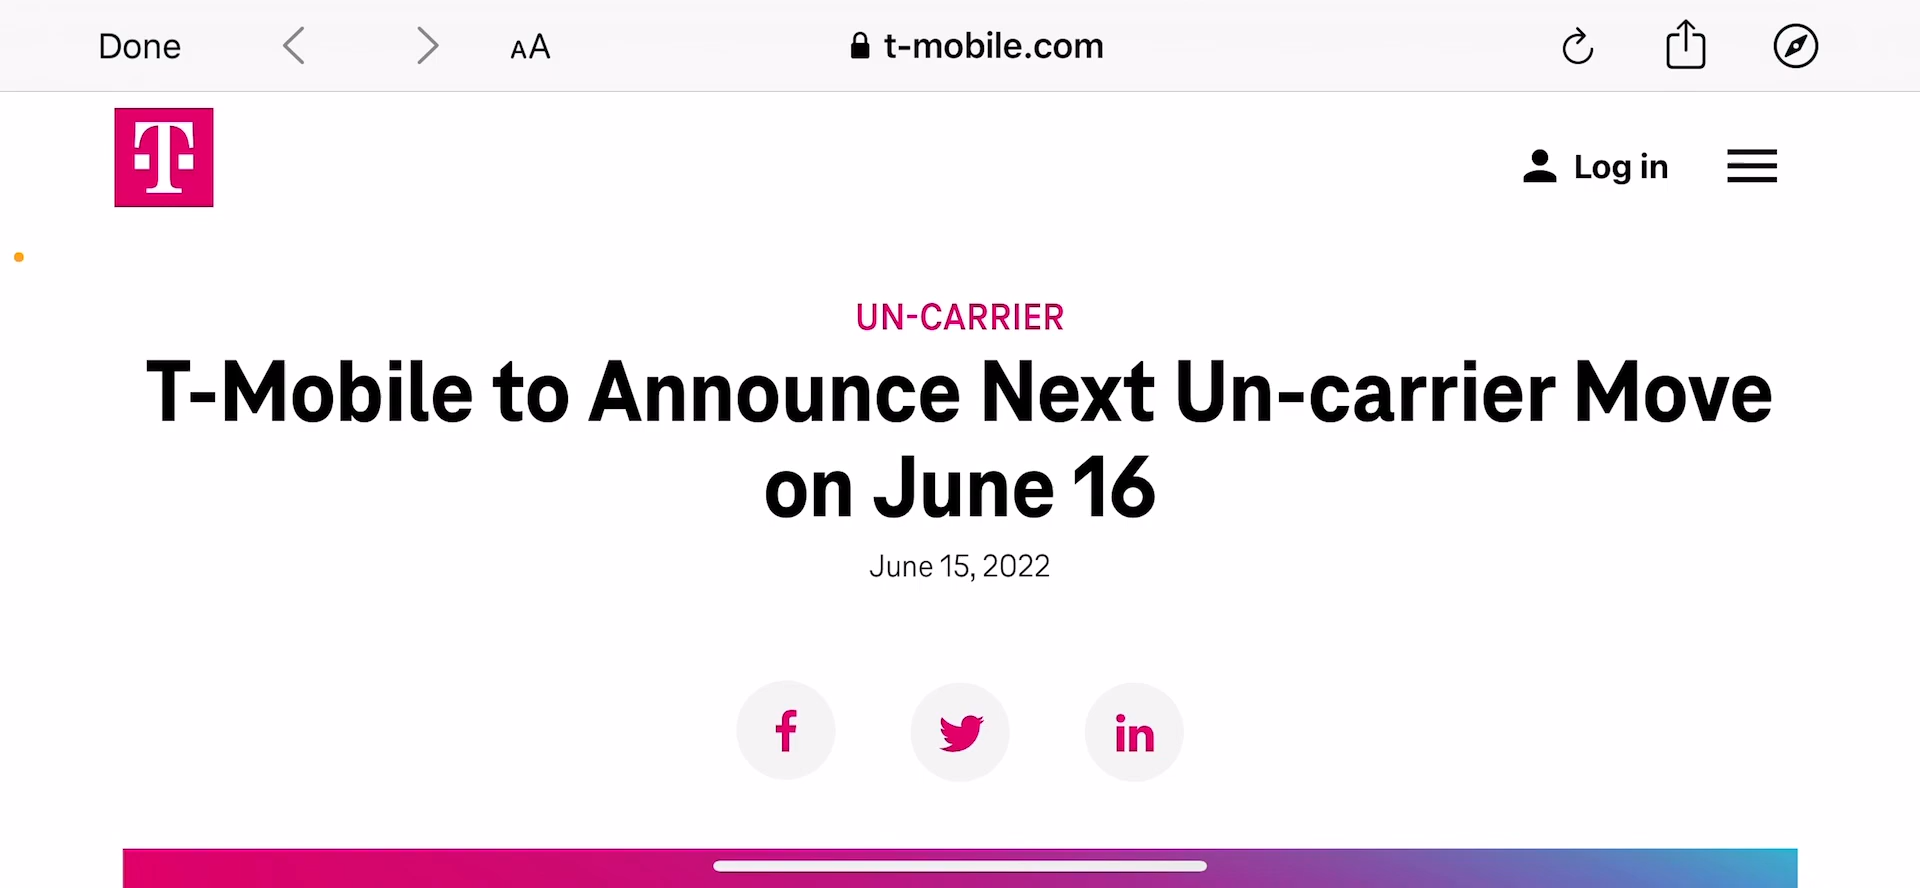 Done
AA
t-mobile.com
T
Log in
UN-CARRIER
T-Mobile to Announce Next Un-carrier Move
on June 16
June 15, 2022
f
in